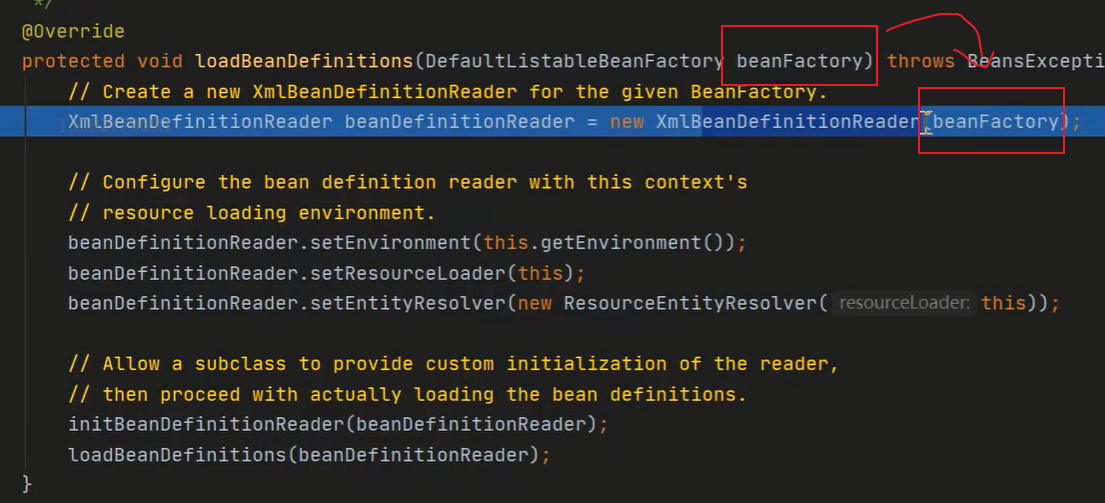 */
@Override
protected void loadBeanDefinitions(DefaultListableBeanFactory beanFactory) throws BeansExcepti
// Create a new XmlBeanDefinitionReader for the given BeanFactory.
XmlBeanDefinitionReader beanDefinitionReader = new XmlBeanDefinitionReader(beanFactory);
// Configure the bean definition reader with this context's
// resource loading environment.
beanDefinitionReader.setEnvironment(this.getEnvironment());
beanDefinitionReader.setResourceLoader(this);
beanDefinitionReader.setEntityResolver(new ResourceEntityResolver( resourceLoader: this));
// Allow a subclass to provide custom initialization of the reader,
// then proceed with actually loading the bean definitions.
initBeanDefinitionReader(beanDefinitionReader);
loadBeanDefinitions(beanDefinitionReader);
}